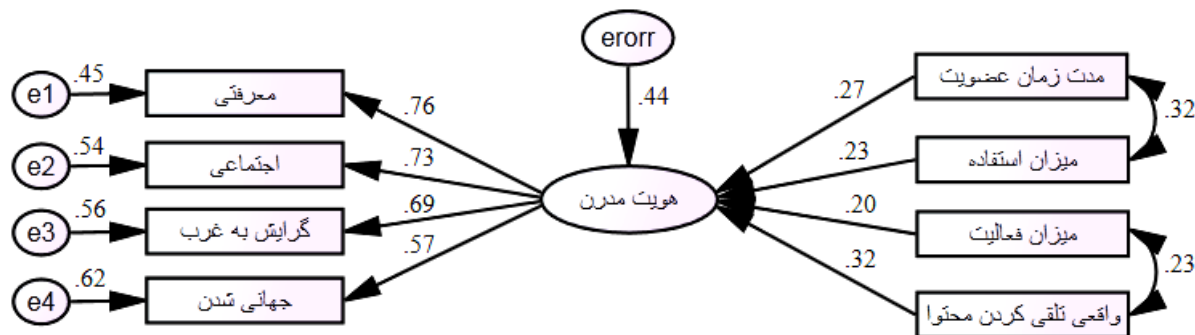 erorr
.44
e1
.45
معرفتی
.76
e2
.54
اجتماعی
.73
e3
.56
گرایش به غرب
.69
e4
.62
جهانی شدن
.57
هویت مدرن
مدت زمان عضویت
.27
.32
میزان استفاده
.23
میزان فعالیت
.20
.23
واقعی تلقی کردن محتوا
.32